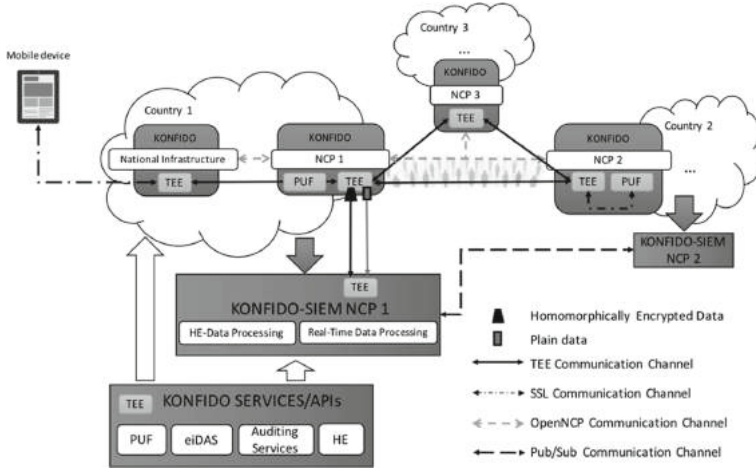 Mobile device
Country 3
...
KONFIDO
NCP 3
TEE
Country 1
KONFIDO
National Infrastructure
TEE
KONFIDO
NCP 1
PUF
TEE
Country 2
KONFIDO
NCP 2
TEE
PUF
...
KONFIDO-SIEM
NCP 2
TEE
KONFIDO-SIEM NCP 1
HE-Data Processing
Real-Time Data Processing
TEE
KONFIDO SERVICES/APIs
PUF
eiDAS
Auditing
Services
HE
Homomorphically Encrypted Data
Plain data
TEE Communication Channel
SSL Communication Channel
OpenNCP Communication Channel
Pub/Sub Communication Channel